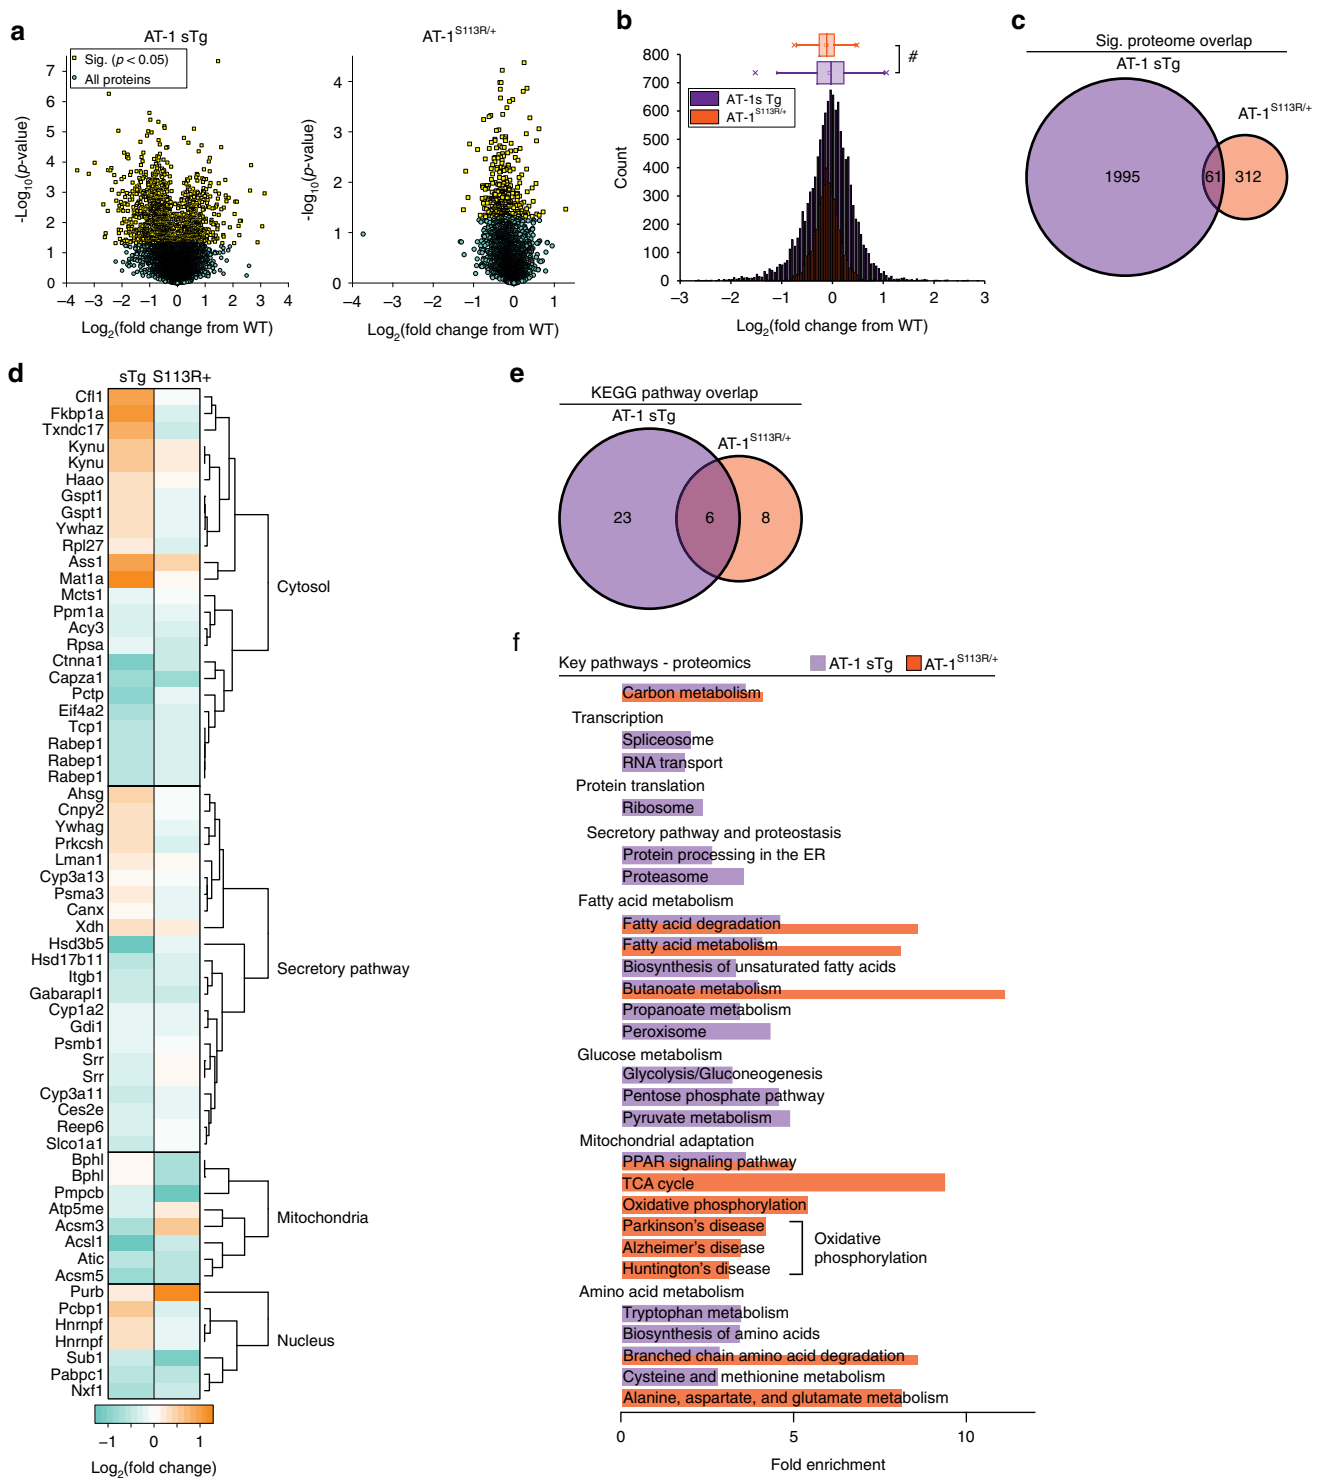 a
AT-1 sTg
Sig. (p < 0.05)
All proteins
7
6
5
4
3
2
1
0
-Log10(p-value)
−4 −3 −2 −1 0 1 2 3 4
Log2(fold change from WT)
AT-1S113R/+
4
3
2
1
0
-log10(p-value)
−4 −3 −2 −1 0 1
Log2(fold change from WT)
b
#
AT-1s Tg
AT-1S113R/+
800
700
600
500
400
300
200
100
0
Count
−3 −2 −1 0 1 2 3
Log2(fold change from WT)
c
Sig. proteome overlap
AT-1 sTg
AT-1S113R/+
1995 61 312
d
sTg S113R+
Cfl1
Fkbp1a
Txndc17
Kynu
Kynu
Haao
Gspt1
Gspt1
Ywhaz
Rpl27
Ass1
Mat1a
Mcts1
Ppm1a
Acy3
Rpsa
Ctnna1
Capza1
Pctp
Eif4a2
Tcp1
Rabep1
Rabep1
Rabep1
Cytosol
Ahsg
Cnpy2
Ywhag
Prkcsh
Lman1
Cyp3a13
Psma3
Canx
Xdh
Hsd3b5
Hsd17b11
Itgb1
Gabarapl1
Cyp1a2
Gdi1
Psmb1
Srr
Srr
Cyp3a11
Ces2e
Reep6
Slco1a1
Secretory pathway
Bphl
Bphl
Pmpcb
Atp5me
Acsm3
Acsl1
Atic
Acsm5
Mitochondria
Purb
Pcbp1
Hnrnpf
Hnrnpf
Sub1
Pabpc1
Nxf1
Nucleus
−1 0 1
Log2(fold change)
e
KEGG pathway overlap
AT-1 sTg
AT-1S113R/+
23 6 8
f
Key pathways - proteomics
AT-1 sTg
AT-1S113R/+
Carbon metabolism
Transcription
Spliceosome
RNA transport
Protein translation
Ribosome
Secretory pathway and proteostasis
Protein processing in the ER
Proteasome
Fatty acid metabolism
Fatty acid degradation
Fatty acid metabolism
Biosynthesis of unsaturated fatty acids
Butanoate metabolism
Propanoate metabolism
Peroxisome
Glucose metabolism
Glycolysis/Gluconeogenesis
Pentose phosphate pathway
Pyruvate metabolism
Mitochondrial adaptation
PPAR signaling pathway
TCA cycle
Oxidative phosphorylation
Parkinson's disease
Alzheimer's disease
Huntington's disease
Oxidative
phosphorylation
Amino acid metabolism
Tryptophan metabolism
Biosynthesis of amino acids
Branched chain amino acid degradation
Cysteine and methionine metabolism
Alanine, aspartate, and glutamate metabolism
0 5 10
Fold enrichment